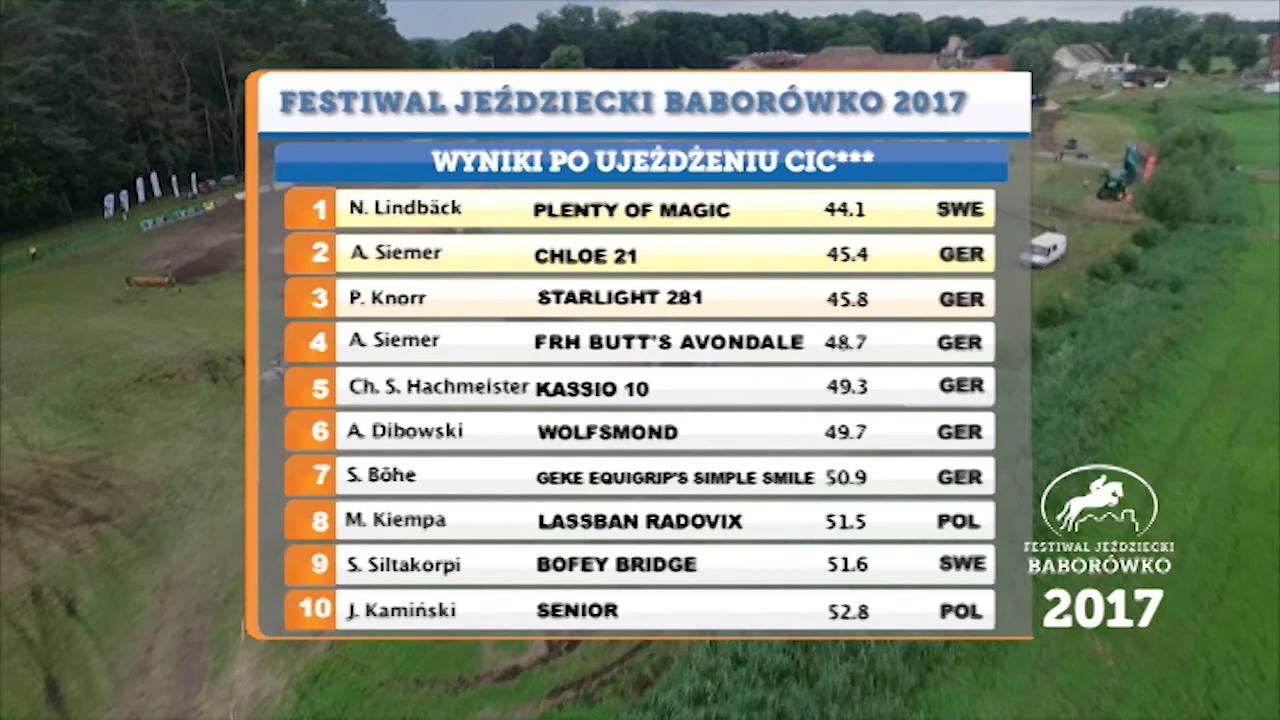 FESTIWAL JEŹDZIECKI BABORÓWKO 2017
WYNIKI PO UJEŻDŻENIU CIC***
1 N. Lindbäck PLENTY OF MAGIC 44.1 SWE
2 A. Siemer CHLOE 21 45.4 GER
3 P. Knorr STARLIGHT 281 45.8 GER
4 A. Siemer FRH BUTT'S AVONDALE 48.7 GER
5 Ch. S. Hachmeister KASSIO 10 49.3 GER
6 A. Dibowski WOLFSMOND 49.7 GER
7 S. Böhe GEKE EQUIGRIP'S SIMPLE SMILE 50.9 GER
8 M. Kiempa LASSBAN RADOVIX 51.5 POL
9 S. Siltakorpi BOFEY BRIDGE 51.6 SWE
10 J. Kamiński SENIOR 52.8 POL
FESTIWAL JEŹDZIECKI
BABORÓWKO
2017